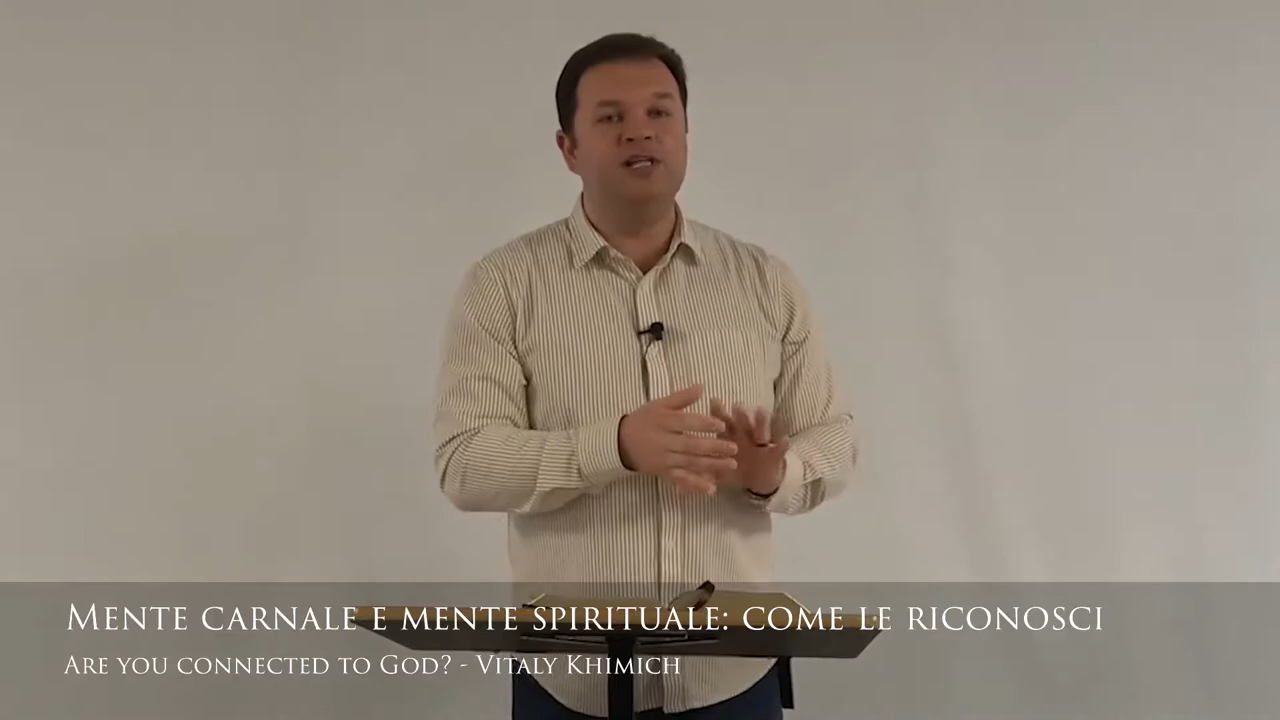 Mente carnale e mente spirituale: come le riconosci
Are you connected to God? - Vitaly Khimich